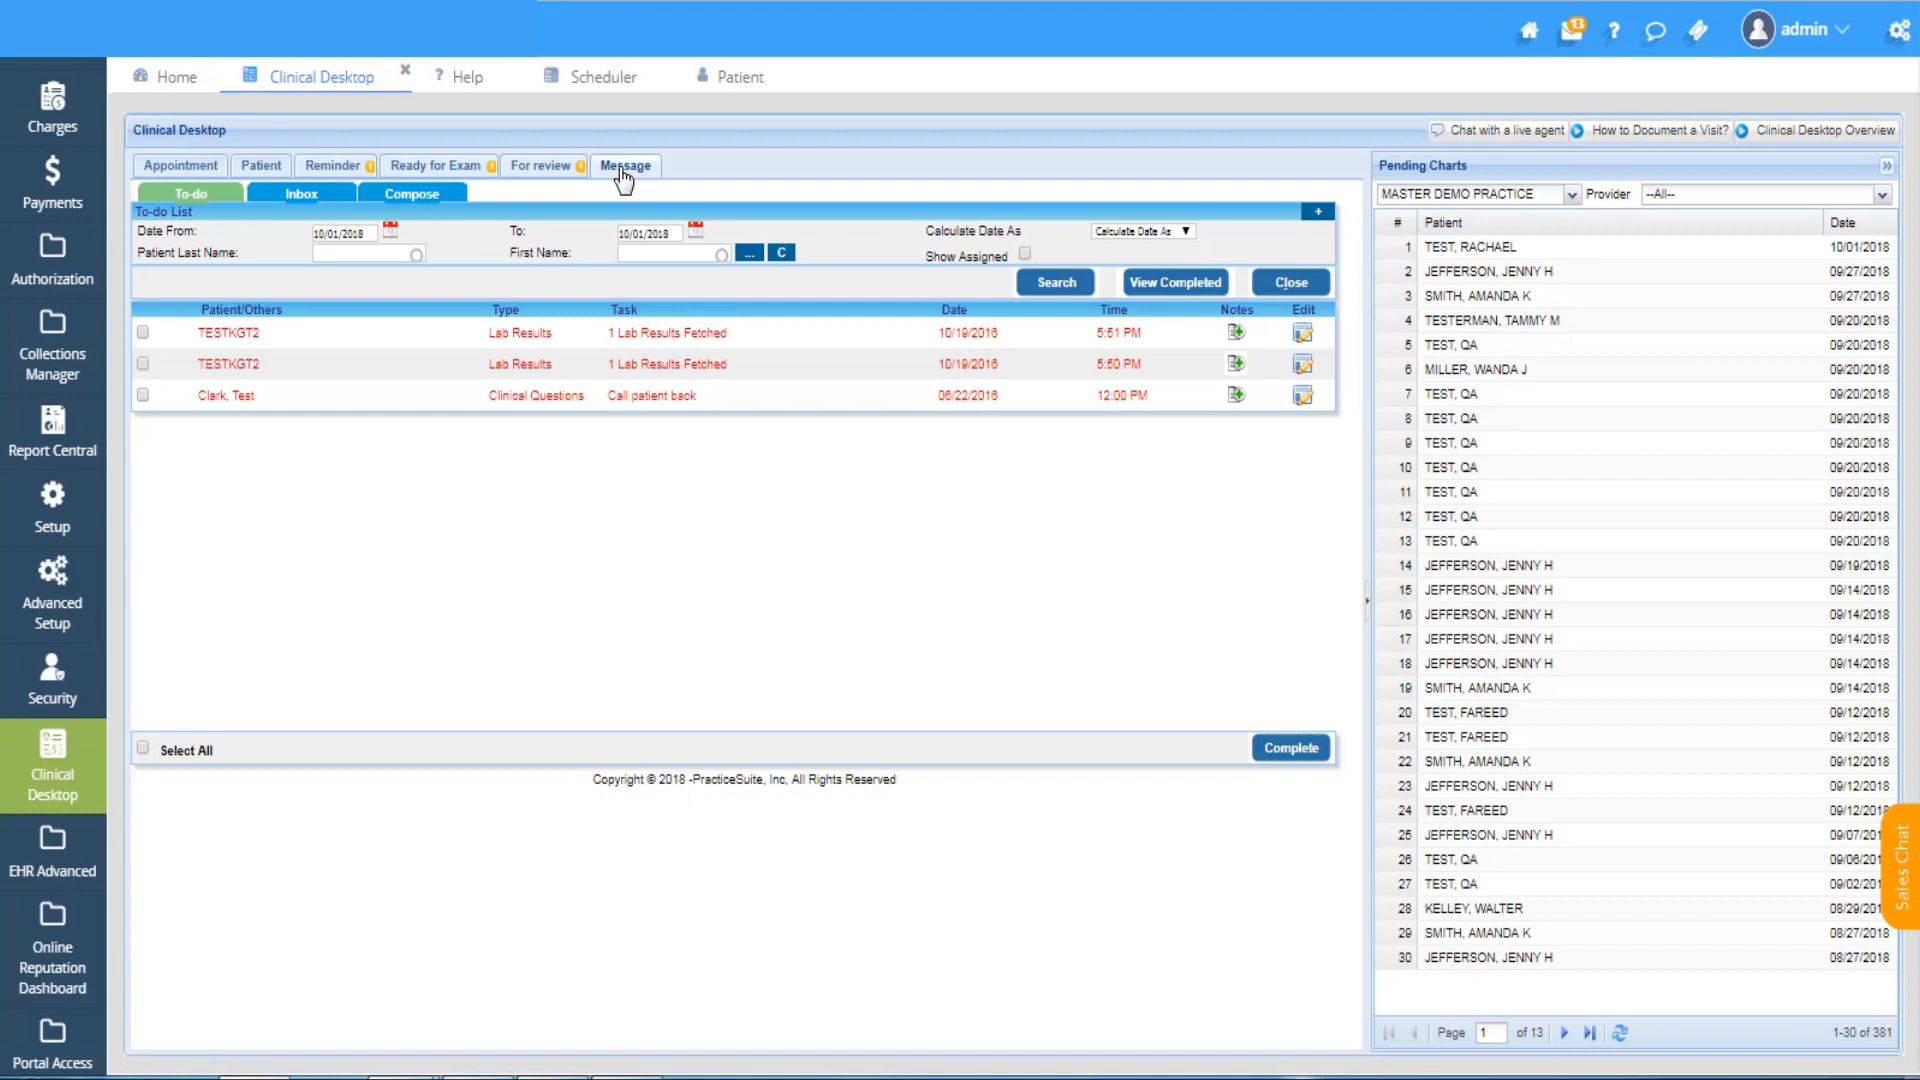 13 ? admin
Home Clinical Desktop ? Help Scheduler Patient
Charges
Payments
Authorization
Collections
Manager
Report Central
Setup
Advanced
Setup
Security
Clinical
Desktop
EHR Advanced
Online
Reputation
Dashboard
Portal Access
Clinical Desktop
Chat with a live agent How to Document a Visit? Clinical Desktop Overview
Appointment Patient Reminder Ready for Exam For review Message
To-do Inbox Compose
To-do List +
Date From: 10/01/2018 To: 10/01/2018 Calculate Date As Calculate Date As
Patient Last Name: First Name: ... C Show Assigned
Search View Completed Close
Patient/Others Type Task Date Time Notes Edit
TESTKGT2 Lab Results 1 Lab Results Fetched 10/19/2016 5:51 PM
TESTKGT2 Lab Results 1 Lab Results Fetched 10/19/2016 5:50 PM
Clark, Test Clinical Questions Call patient back 06/22/2016 12:00 PM
Select All Complete
Copyright © 2018 -PracticeSuite, Inc, All Rights Reserved
Pending Charts
MASTER DEMO PRACTICE Provider --All--
# Patient Date
1 TEST, RACHAEL 10/01/2018
2 JEFFERSON, JENNY H 09/27/2018
3 SMITH, AMANDA K 09/27/2018
4 TESTERMAN, TAMMY M 09/20/2018
5 TEST, QA 09/20/2018
6 MILLER, WANDA J 09/20/2018
7 TEST, QA 09/20/2018
8 TEST, QA 09/20/2018
9 TEST, QA 09/20/2018
10 TEST, QA 09/20/2018
11 TEST, QA 09/20/2018
12 TEST, QA 09/20/2018
13 TEST, QA 09/20/2018
14 JEFFERSON, JENNY H 09/19/2018
15 JEFFERSON, JENNY H 09/14/2018
16 JEFFERSON, JENNY H 09/14/2018
17 JEFFERSON, JENNY H 09/14/2018
18 JEFFERSON, JENNY H 09/14/2018
19 SMITH, AMANDA K 09/14/2018
20 TEST, FAREED 09/12/2018
21 TEST, FAREED 09/12/2018
22 SMITH, AMANDA K 09/12/2018
23 JEFFERSON, JENNY H 09/12/2018
24 TEST, FAREED 09/12/2018
25 JEFFERSON, JENNY H 09/07/201
26 TEST, QA 09/06/201
27 TEST, QA 09/02/201
28 KELLEY, WALTER 08/29/201
29 SMITH, AMANDA K 08/27/2018
30 JEFFERSON, JENNY H 08/27/2018
Page 1 of 13 1-30 of 381
Sales Chat